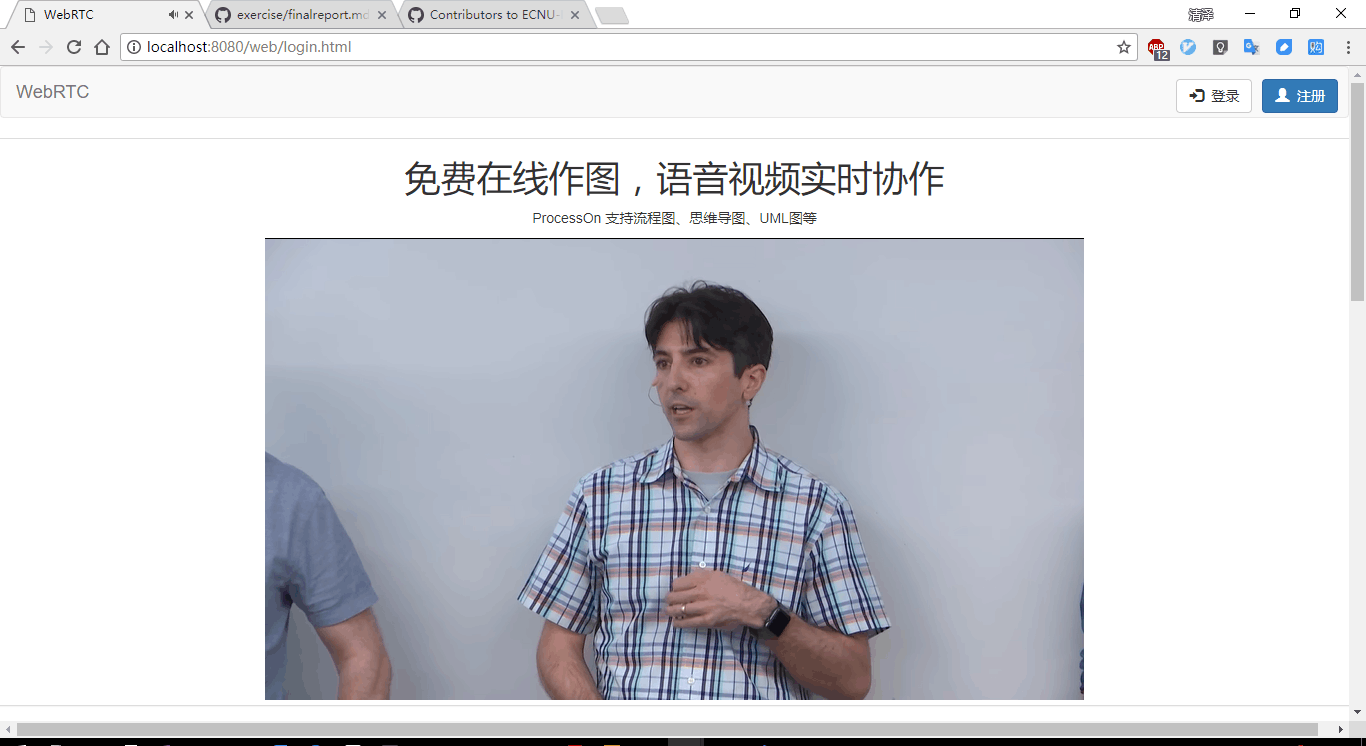 WebRTC
exercise/finalreport.md
Contributors to ECNU-
清泽
localhost:8080/web/login.html
ABP
12
购
WebRTC
登录
注册
免费在线作图，语音视频实时协作
ProcessOn 支持流程图、思维导图、UML图等